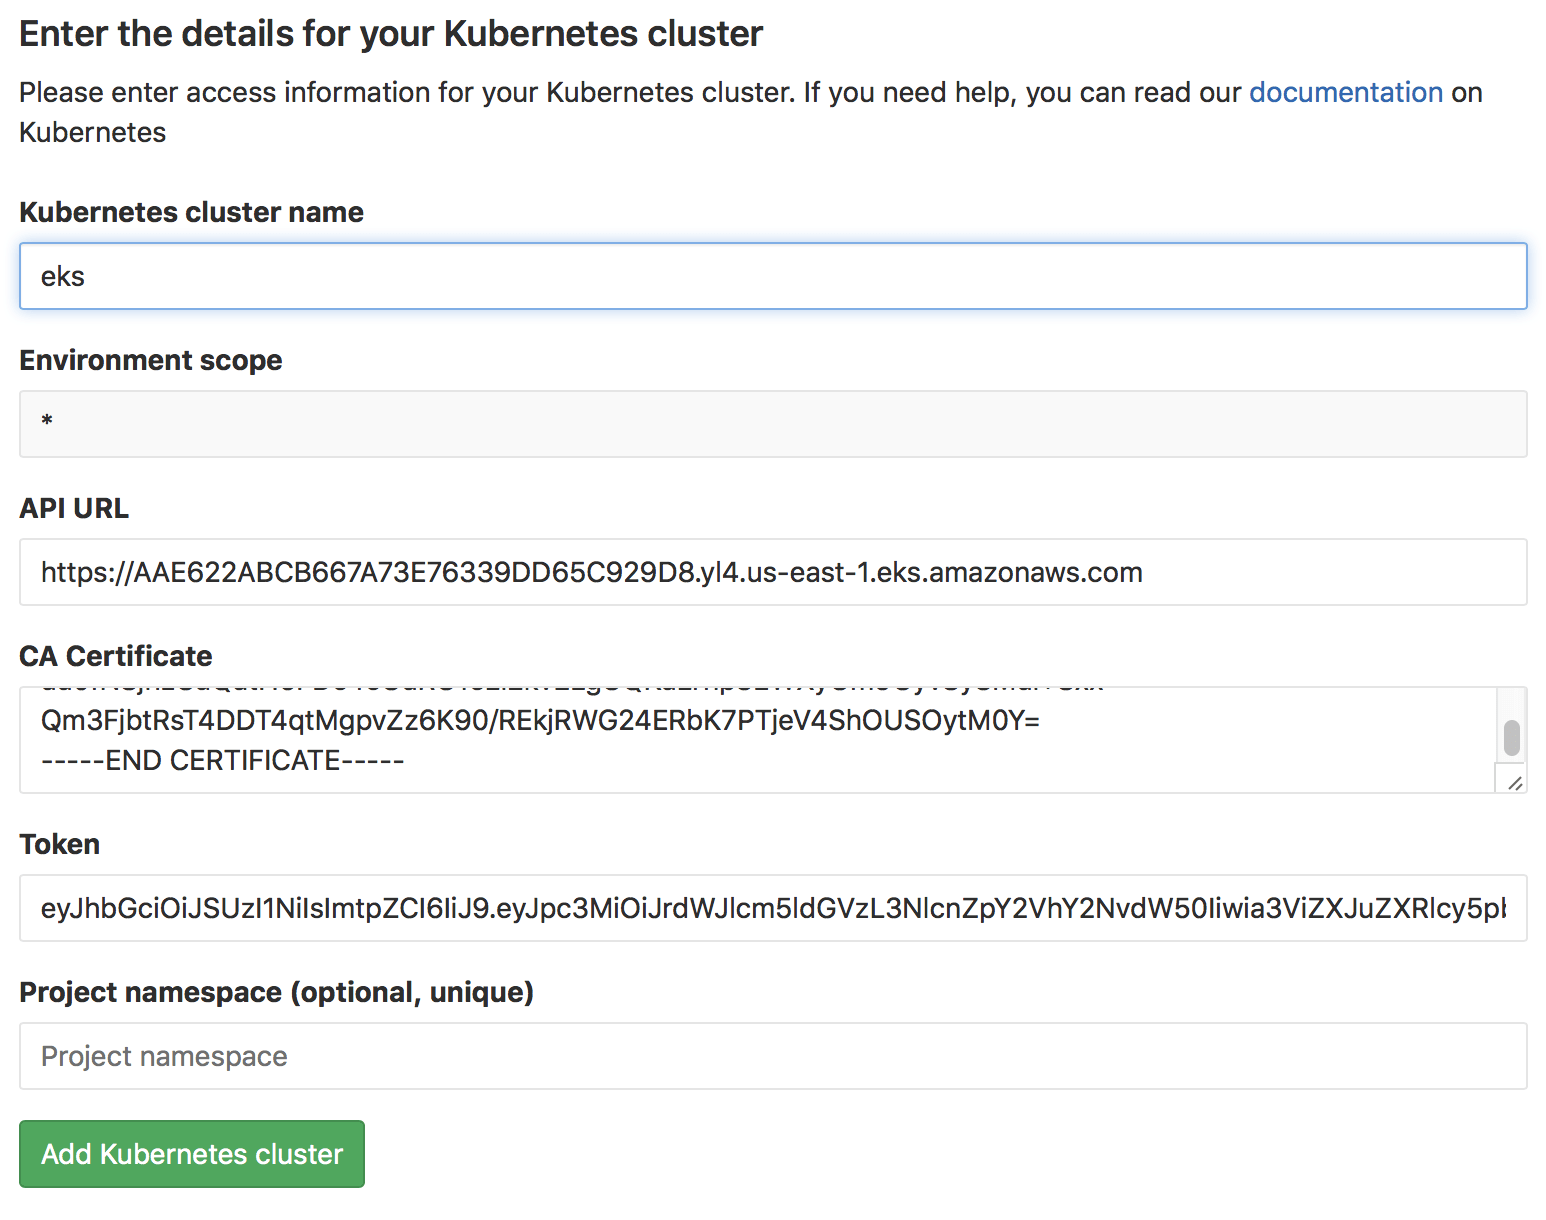 Enter the details for your Kubernetes cluster
Please enter access information for your Kubernetes cluster. If you need help, you can read our documentation on
Kubernetes
Kubernetes cluster name
eks
Environment scope
*
API URL
https://AAE622ABCB667A73E76339DD65C929D8.yl4.us-east-1.eks.amazonaws.com
CA Certificate
Qm3FjbtRsT4DDT4qtMgpvZz6K90/REkjRWG24ERbK7PTjeV4ShOUSOytM0Y=
-----END CERTIFICATE-----
Token
eyJhbGciOiJSUzI1NiIsImtpZCI6IiJ9.eyJpc3MiOiJrdWJlcm5ldGVzL3NlcnZpY2VhY2NvdW50Iiwia3ViZXJuZXRlcy5pb
Project namespace (optional, unique)
Project namespace
Add Kubernetes cluster